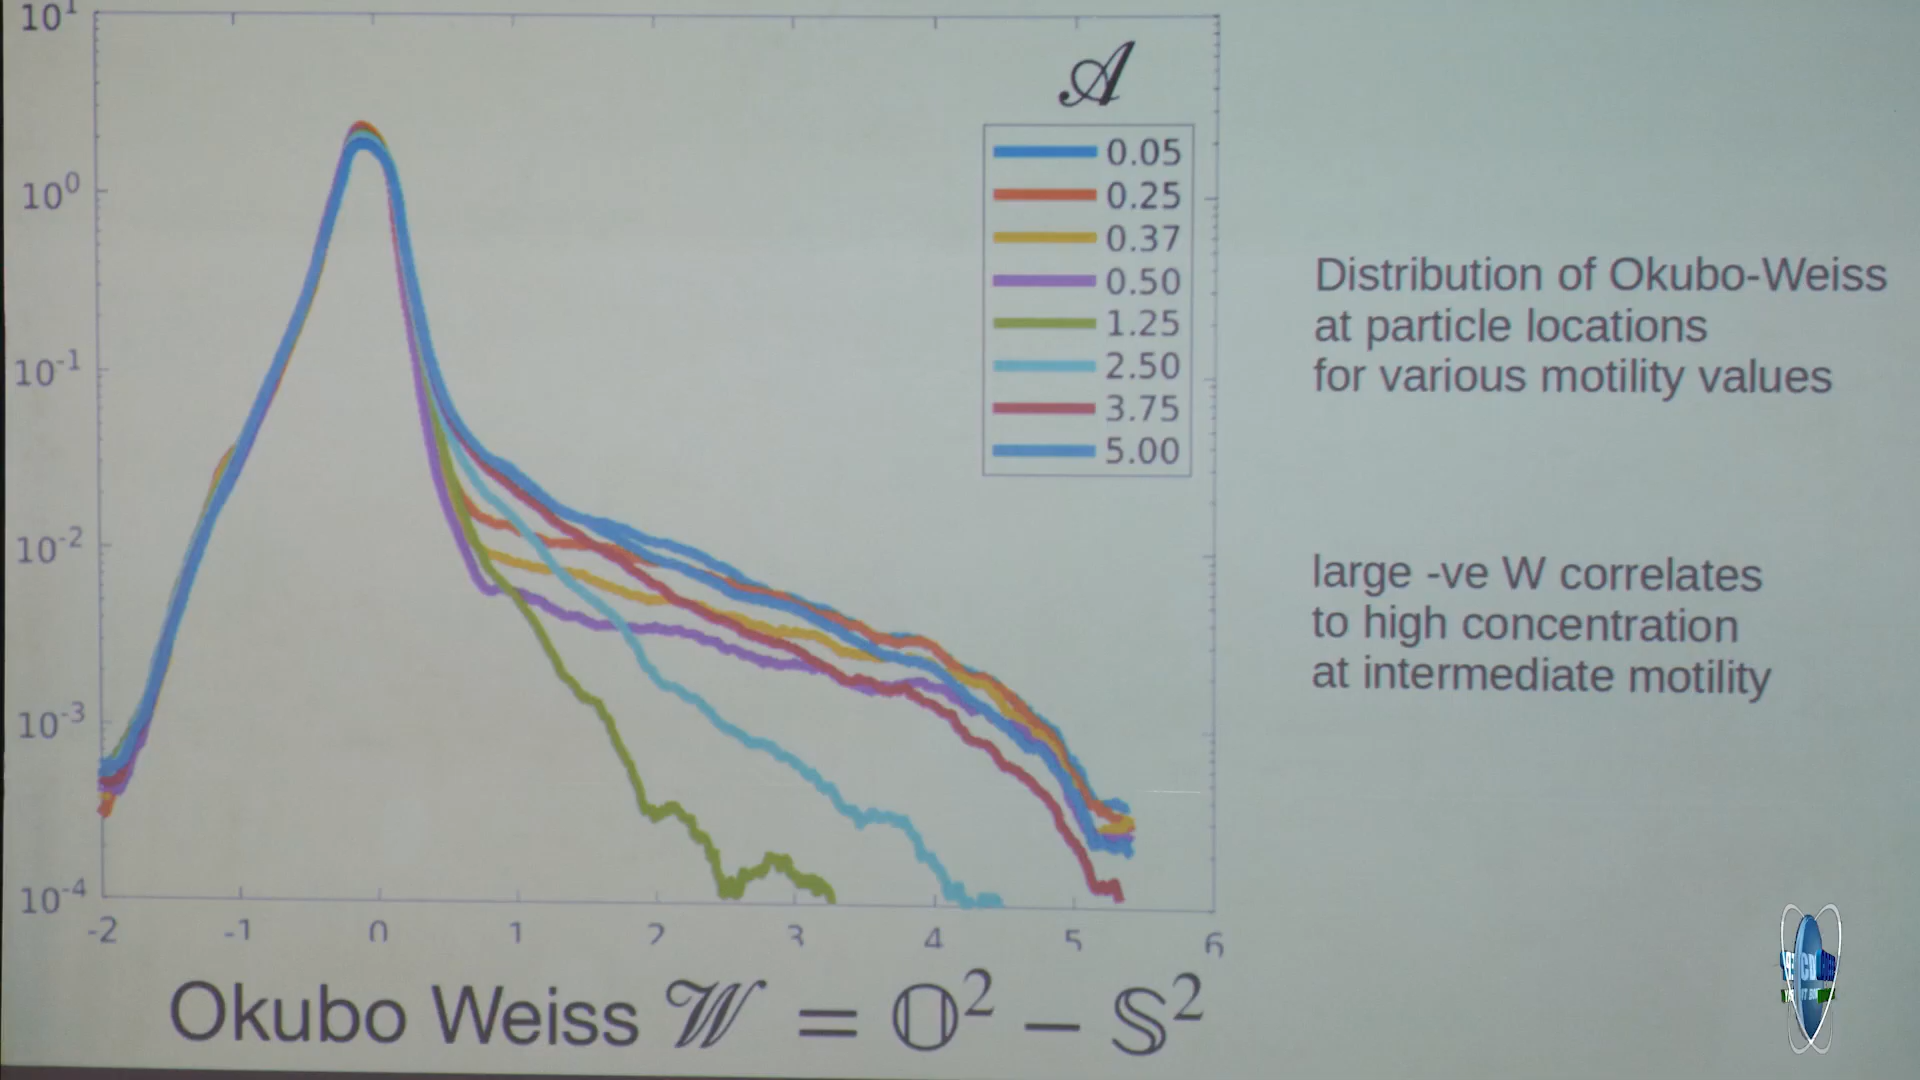 10¹
10⁰
10⁻¹
10⁻²
10⁻³
10⁻⁴
-2 -1 0 1 2 3 4 5 6
𝒜
0.05
0.25
0.37
0.50
1.25
2.50
3.75
5.00
Okubo Weiss 𝒲 = 𝕆² − 𝕊²
Distribution of Okubo-Weiss
at particle locations
for various motility values
large -ve W correlates
to high concentration
at intermediate motility